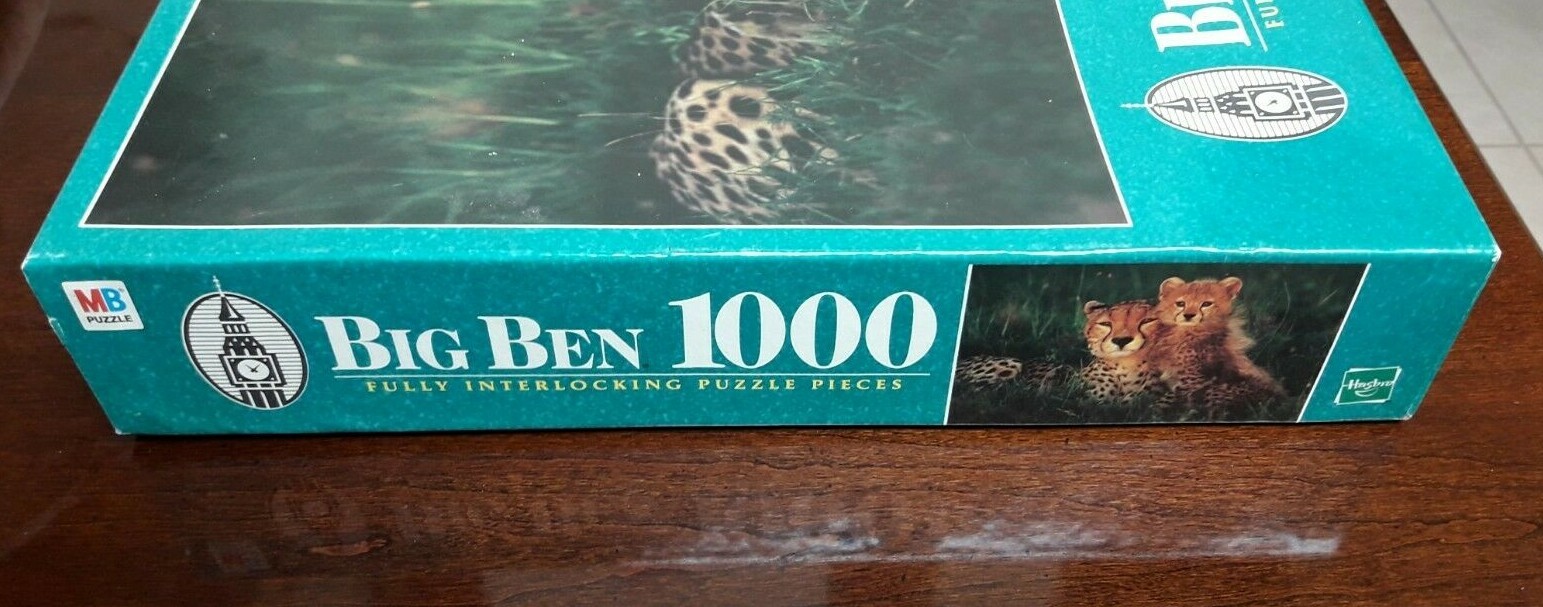 MB
PUZZLE
BIG BEN 1000
FULLY INTERLOCKING PUZZLE PIECES
Hasbro